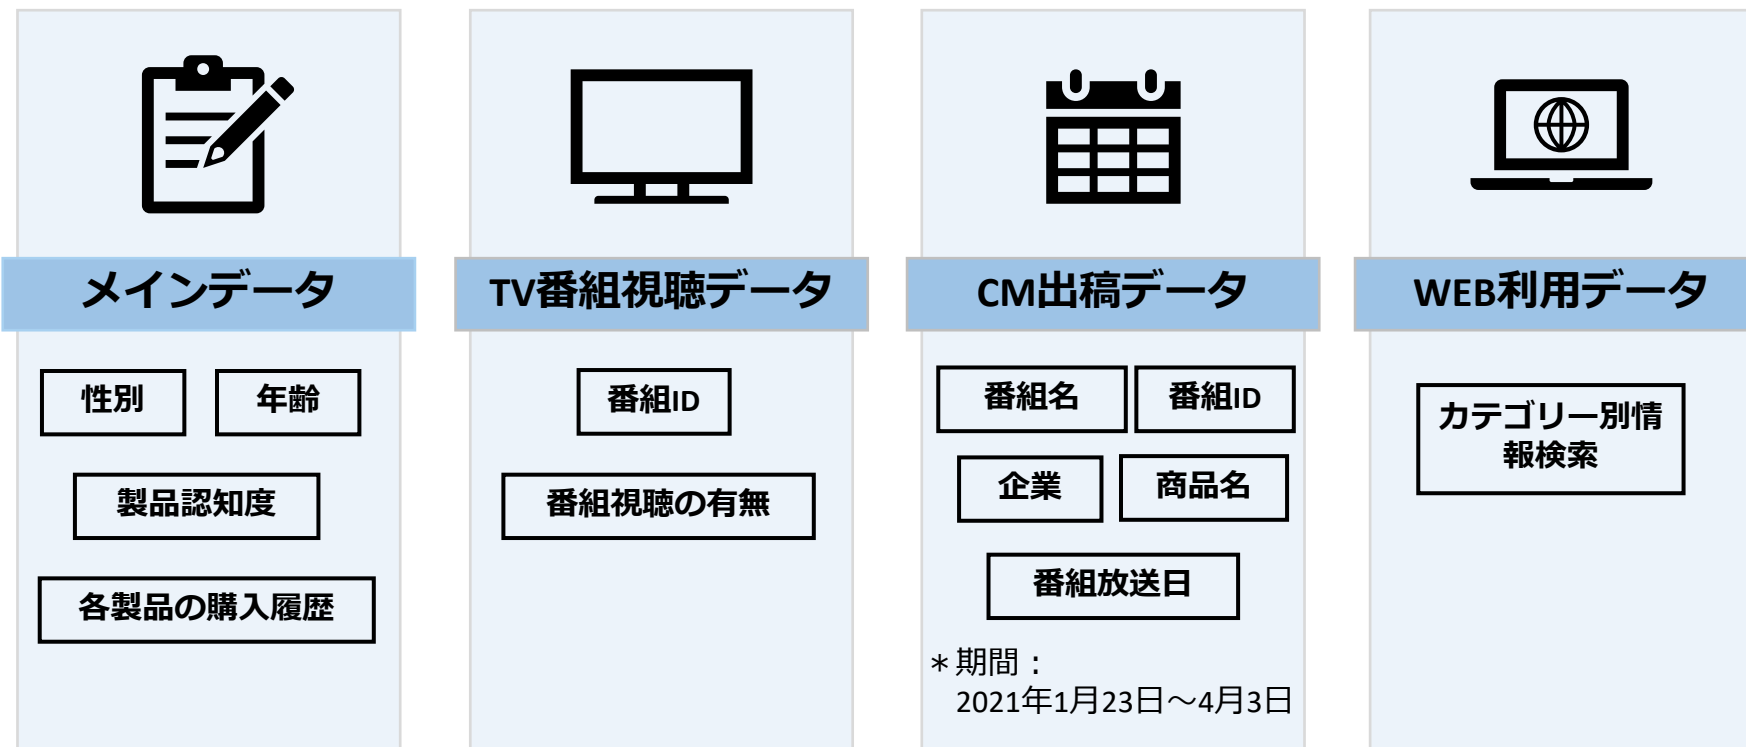 メインデータ
性別
年齢
製品認知度
各製品の購入履歴
TV番組視聴データ
番組ID
番組視聴の有無
CM出稿データ
番組名
番組ID
企業
商品名
番組放送日
＊期間：
2021年1月23日～4月3日
WEB利用データ
カテゴリー別情
報検索